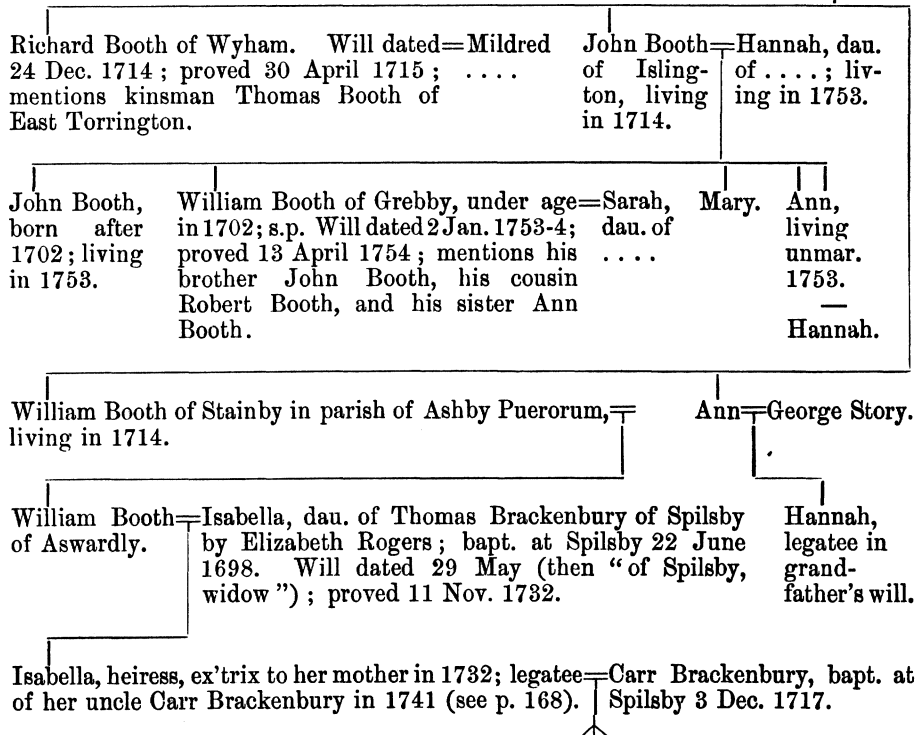 Richard Booth of Wyham. Will dated=Mildred
24 Dec. 1714 ; proved 30 April 1715 ; . . . .
mentions kinsman Thomas Booth of
East Torrington.
John Booth=Hannah, dau.
of Isling- of . . . . ; liv-
ton, living ing in 1753.
in 1714.
John Booth,
born after
1702 ; living
in 1753.
William Booth of Grebby, under age=Sarah,
in 1702; s.p. Will dated 2 Jan. 1753-4; dau. of
proved 13 April 1754 ; mentions his . . . .
brother John Booth, his cousin
Robert Booth, and his sister Ann
Booth.
Mary.
Ann,
living
unmar.
1753.
—
Hannah.
William Booth of Stainby in parish of Ashby Puerorum,=
living in 1714.
Ann=George Story.
William Booth=Isabella, dau. of Thomas Brackenbury of Spilsby
of Aswardly. by Elizabeth Rogers ; bapt. at Spilsby 22 June
1698. Will dated 29 May (then “ of Spilsby,
widow ”) ; proved 11 Nov. 1732.
Hannah,
legatee in
grand-
father's will.
Isabella, heiress, ex'trix to her mother in 1732; legatee=Carr Brackenbury, bapt. at
of her uncle Carr Brackenbury in 1741 (see p. 168). Spilsby 3 Dec. 1717.